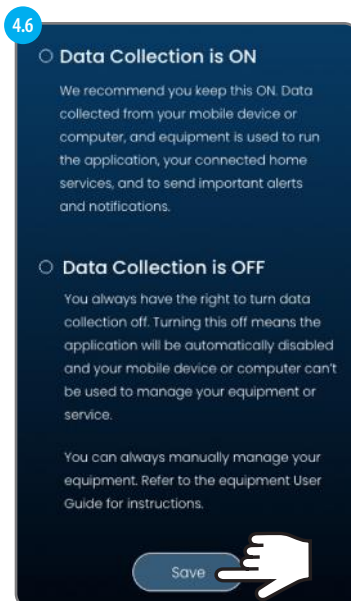 4.6
Data Collection is ON
We recommend you keep this ON. Data
collected from your mobile device or
computer, and equipment is used to run
the application, your connected home
services, and to send important alerts
and notifications.
Data Collection is OFF
You always have the right to turn data
collection off. Turning this off means the
application will be automatically disabled
and your mobile device or computer can't
be used to manage your equipment or
service.
You can always manually manage your
equipment. Refer to the equipment User
Guide for instructions.
Save